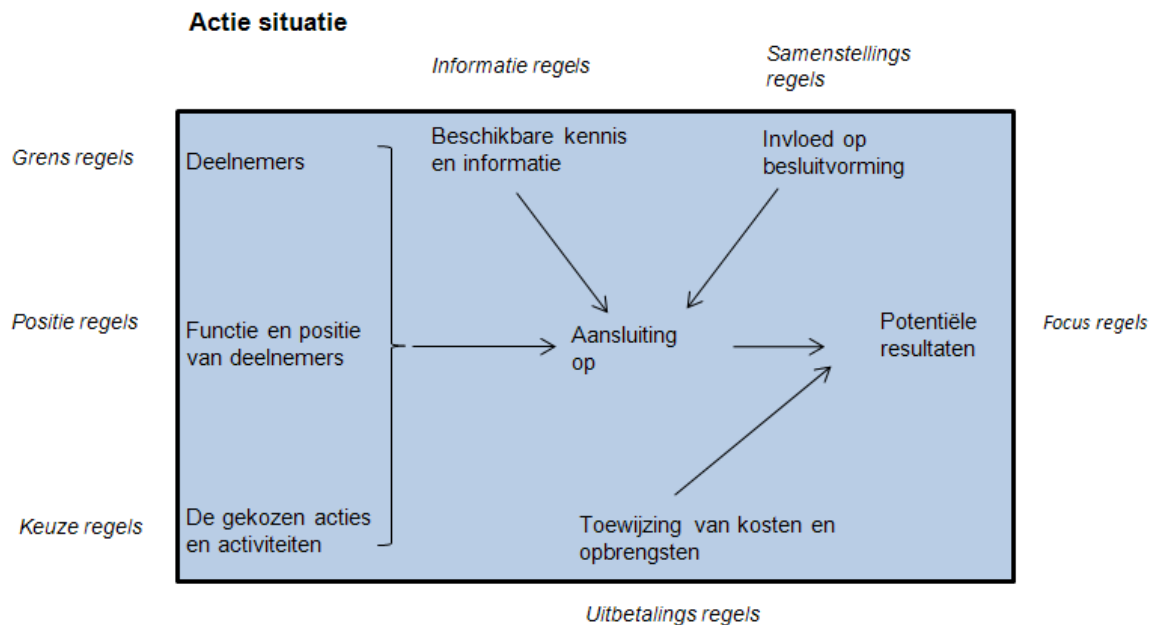 Actie situatie
Informatie regels
Samenstellings
regels
Grens regels
Deelnemers
Beschikbare kennis
en informatie
Invloed op
besluitvorming
Positie regels
Functie en positie
van deelnemers
Aansluiting
op
Potentiële
resultaten
Focus regels
Keuze regels
De gekozen acties
en activiteiten
Toewijzing van kosten en
opbrengsten
Uitbetalings regels